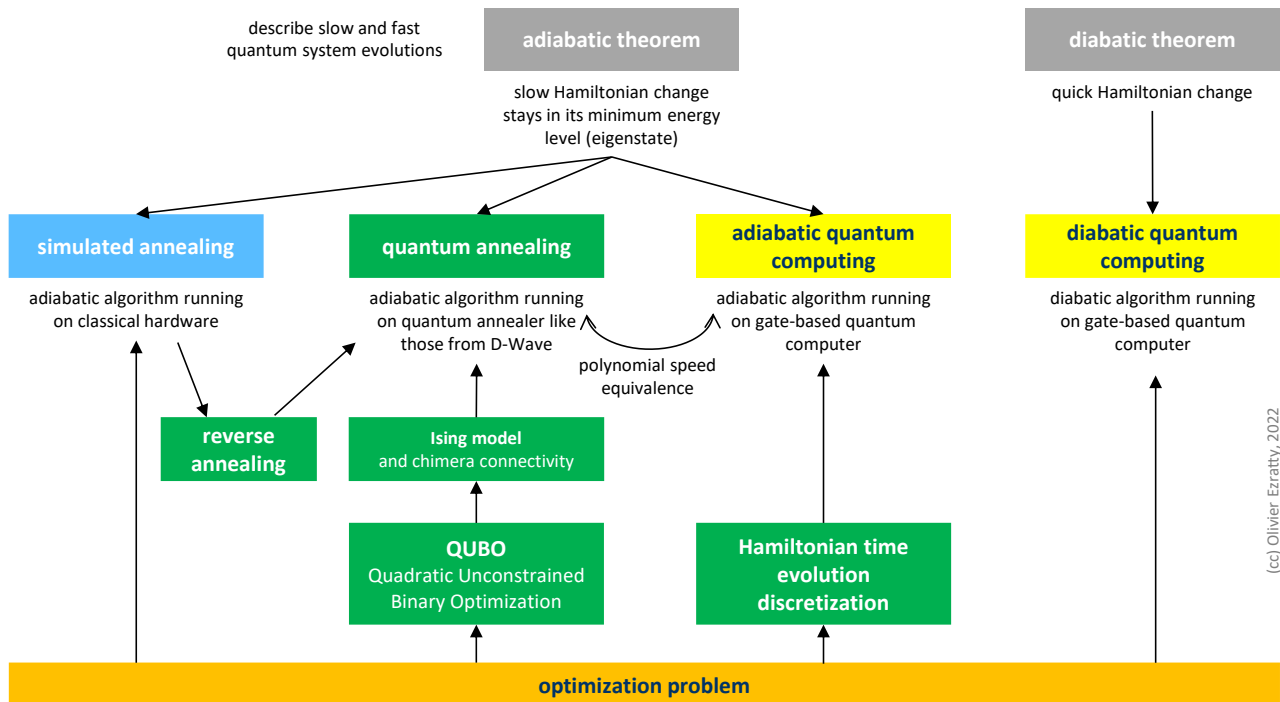 describe slow and fast
quantum system evolutions
adiabatic theorem
diabatic theorem
slow Hamiltonian change
stays in its minimum energy
level (eigenstate)
quick Hamiltonian change
simulated annealing
quantum annealing
adiabatic quantum
computing
diabatic quantum
computing
adiabatic algorithm running
on classical hardware
adiabatic algorithm running
on quantum annealer like
those from D-Wave
adiabatic algorithm running
on gate-based quantum
computer
diabatic algorithm running
on gate-based quantum
computer
polynomial speed
equivalence
reverse
annealing
Ising model
and chimera connectivity
QUBO
Quadratic Unconstrained
Binary Optimization
Hamiltonian time
evolution
discretization
optimization problem
(cc) Olivier Ezratty, 2022